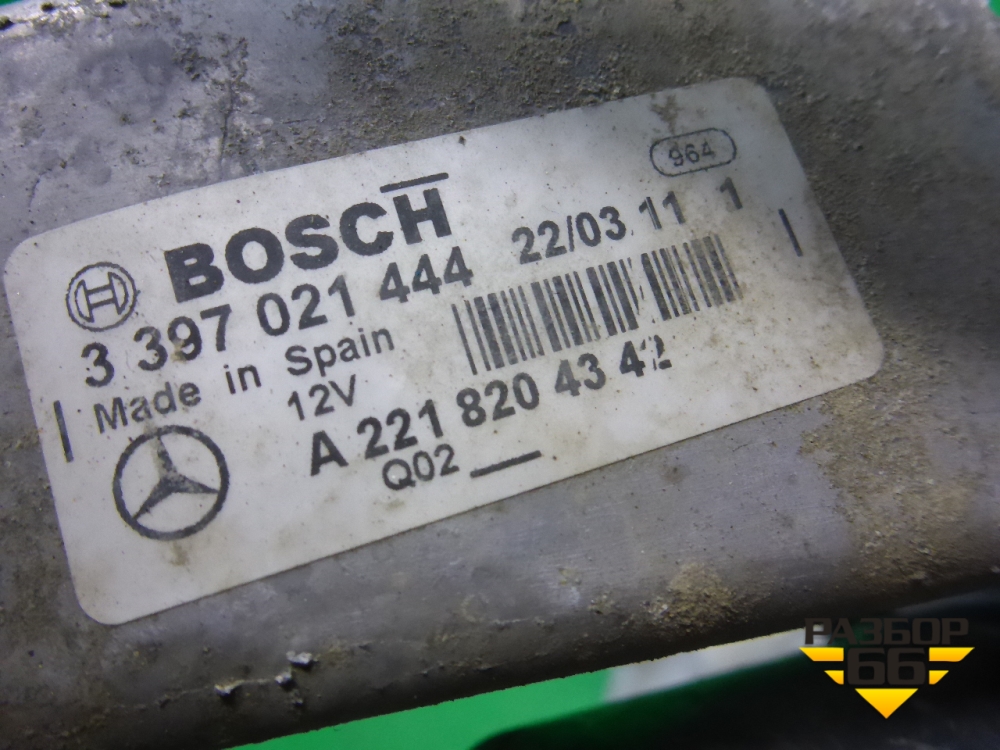 964
BOSCH
22/03 11 1
3 397 021 444
Made in Spain
12V
A 221 820 43 42
Q02
РАЗБОР
66